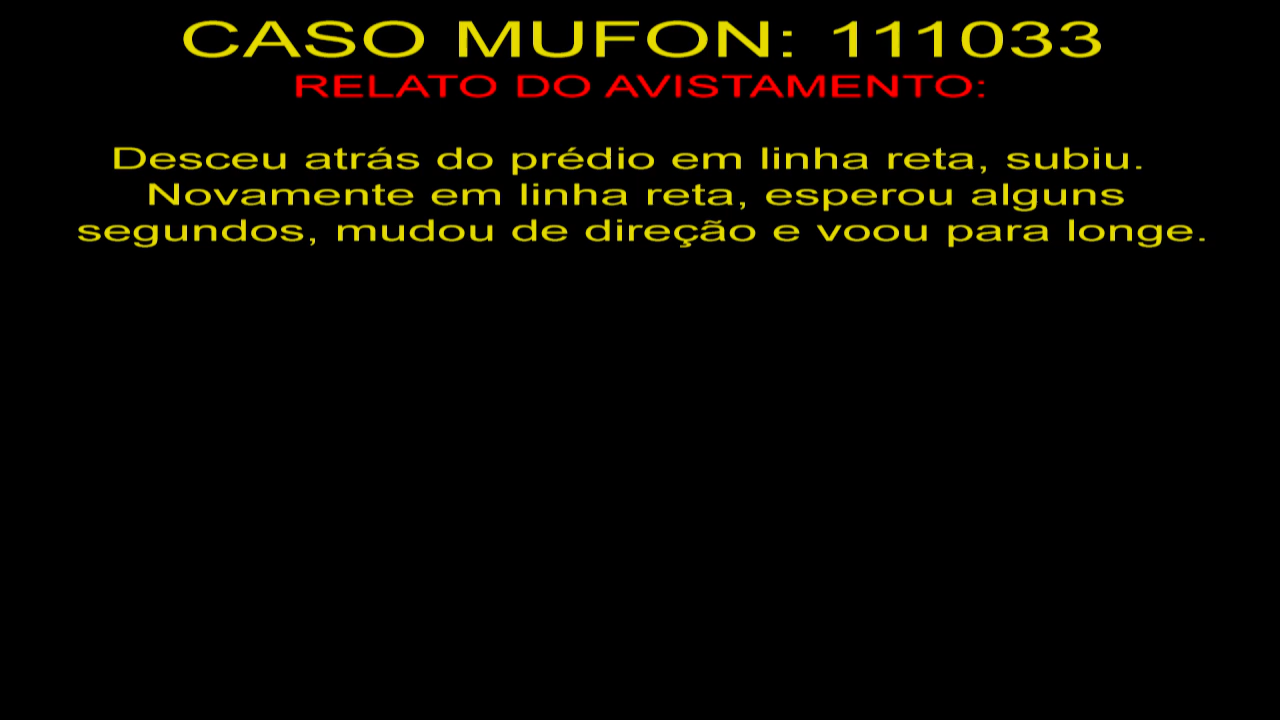 CASO MUFON: 111033
RELATO DO AVISTAMENTO:
Desceu atrás do prédio em linha reta, subiu.
Novamente em linha reta, esperou alguns
segundos, mudou de direção e voou para longe.